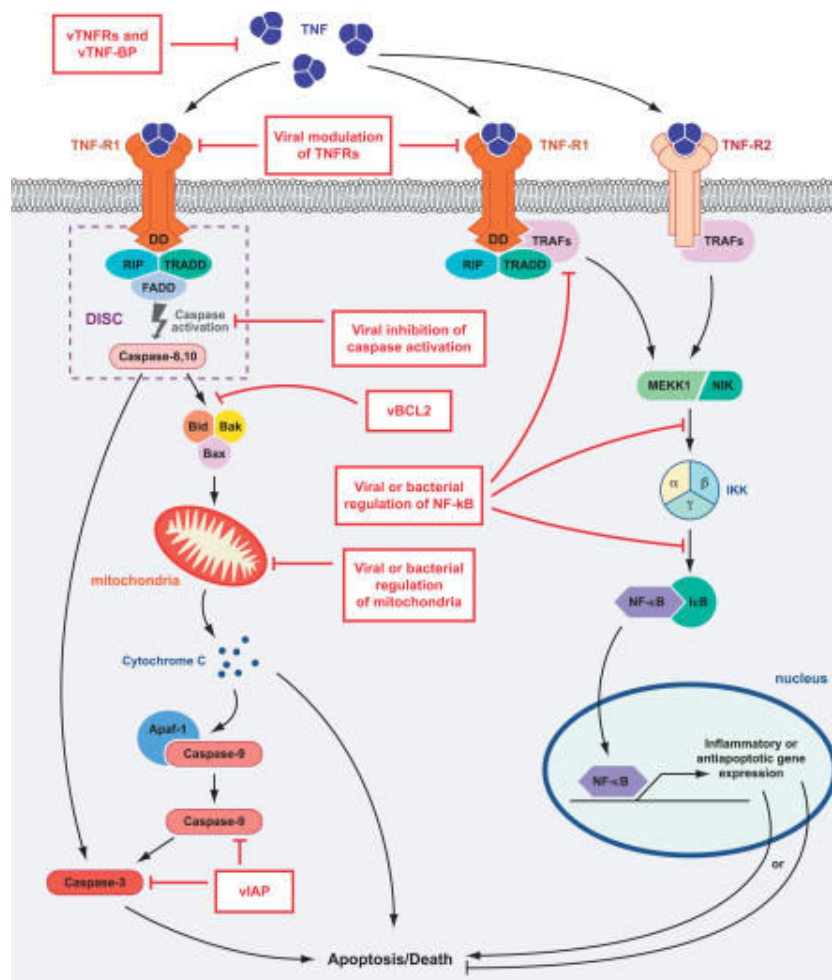 vTNFRs and
vTNF-BP
TNF
TNF-R1
Viral modulation
of TNFRs
TNF-R1
TNF-R2
DD
RIP
TRADD
FADD
DISC
Caspase
activation
Caspase-8,10
DD
TRAFs
RIP
TRADD
TRAFs
Viral inhibition of
caspase activation
vBCL2
Bid
Bak
Bax
MEKK1
NIK
Viral or bacterial
regulation of NF-kB
α
β
γ
IKK
mitochondria
Viral or bacterial
regulation
of mitochondria
NF-κB
IκB
Cytochrome C
nucleus
Apaf-1
Caspase-9
Inflammatory or
antiapoptotic gene
expression
NF-κB
Caspase-9
Caspase-3
vIAP
or
Apoptosis/Death